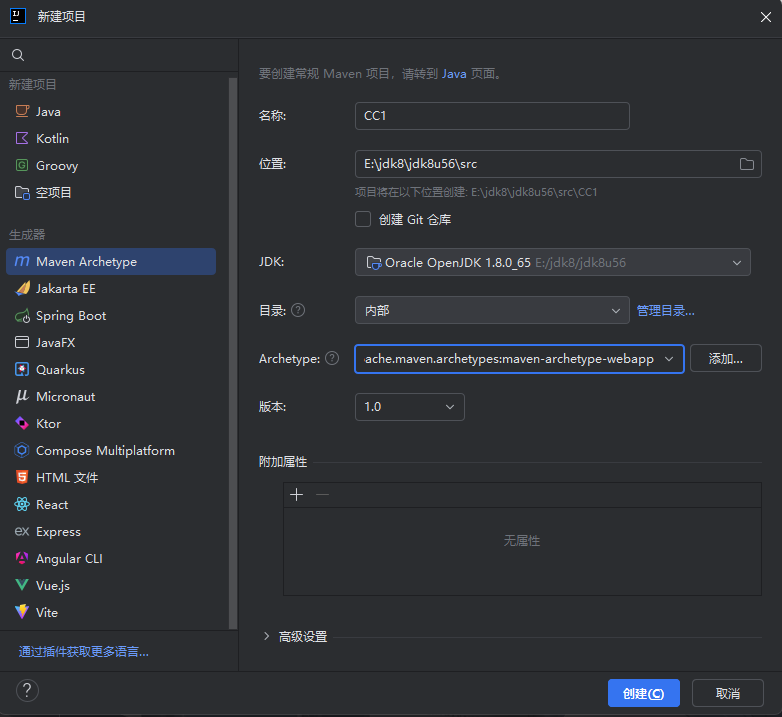 新建项目
新建项目
Java
Kotlin
Groovy
空项目
生成器
Maven Archetype
Jakarta EE
Spring Boot
JavaFX
Quarkus
Micronaut
Ktor
Compose Multiplatform
HTML 文件
React
Express
Angular CLI
Vue.js
Vite
通过插件获取更多语言...
要创建常规 Maven 项目，请转到 Java 页面。
名称: CC1
位置: E:\jdk8\jdk8u56\src
项目将在以下位置创建: E:\jdk8\jdk8u56\src\CC1
创建 Git 仓库
JDK: Oracle OpenJDK 1.8.0_65 E:/jdk8/jdk8u56
目录: ? 内部 管理目录...
Archetype: ? ache.maven.archetypes:maven-archetype-webapp 添加...
版本: 1.0
附加属性
无属性
高级设置
? 创建(C) 取消